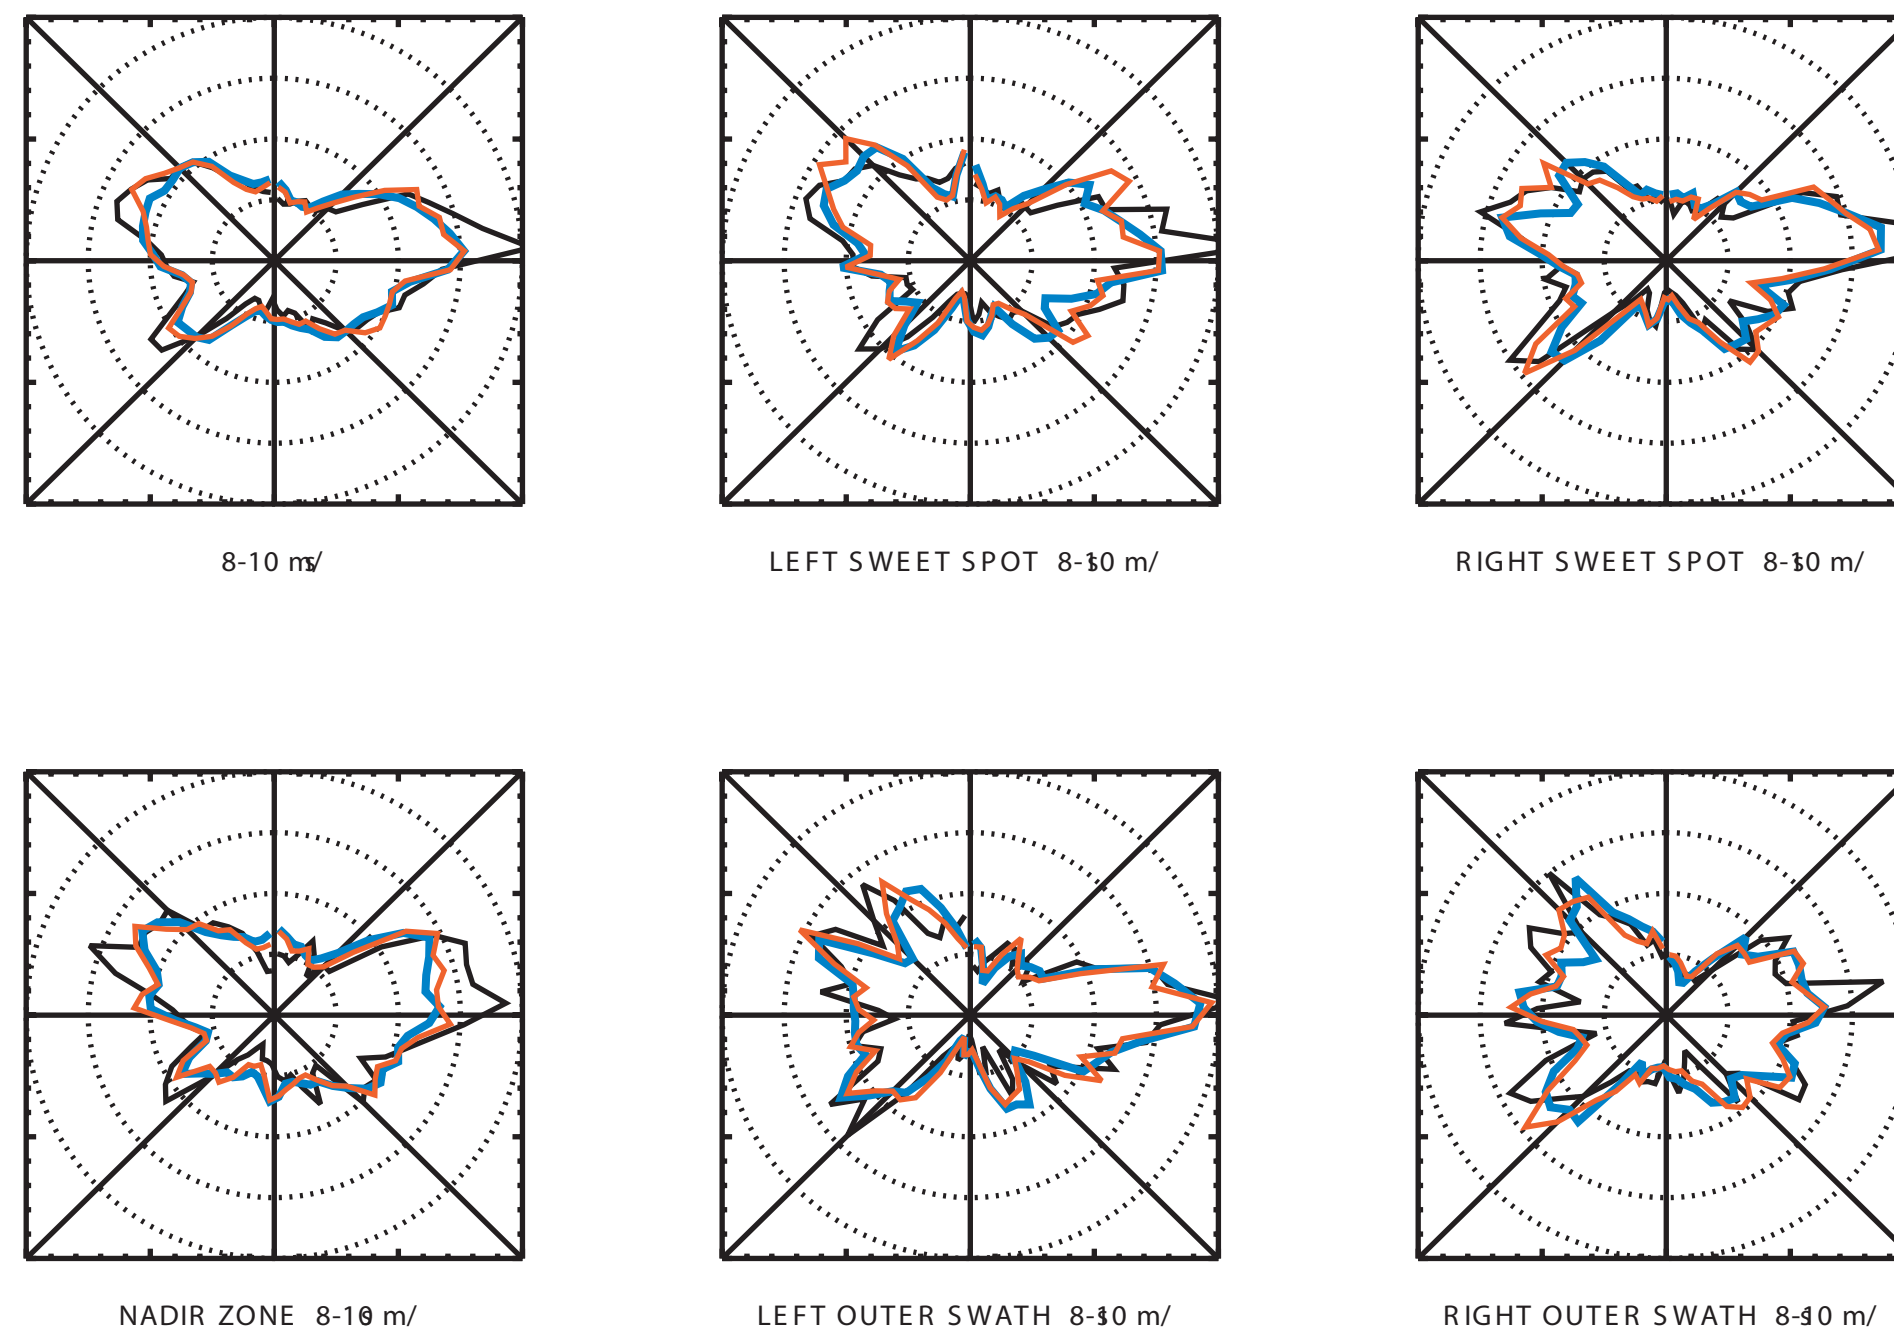 8-10 m/s
LEFT SWEET SPOT 8-10 m/s
RIGHT SWEET SPOT 8-10 m/s
NADIR ZONE 8-10 m/s
LEFT OUTER SWATH 8-10 m/s
RIGHT OUTER SWATH 8-10 m/s